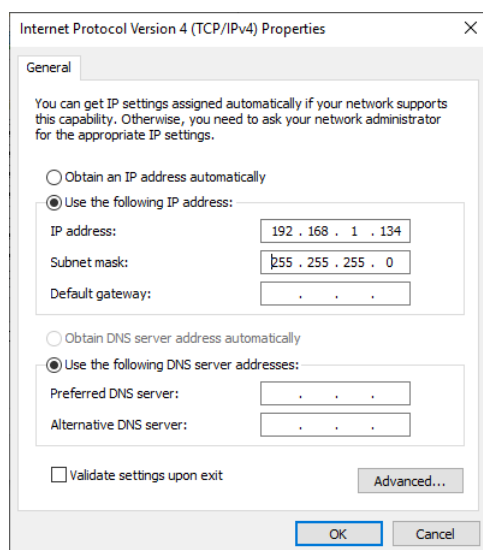 Internet Protocol Version 4 (TCP/IPv4) Properties
General
You can get IP settings assigned automatically if your network supports
this capability. Otherwise, you need to ask your network administrator
for the appropriate IP settings.
Obtain an IP address automatically
Use the following IP address:
IP address: 192 . 168 . 1 . 134
Subnet mask: 255 . 255 . 255 . 0
Default gateway: . . .
Obtain DNS server address automatically
Use the following DNS server addresses:
Preferred DNS server: . . .
Alternative DNS server: . . .
Validate settings upon exit
Advanced...
OK Cancel